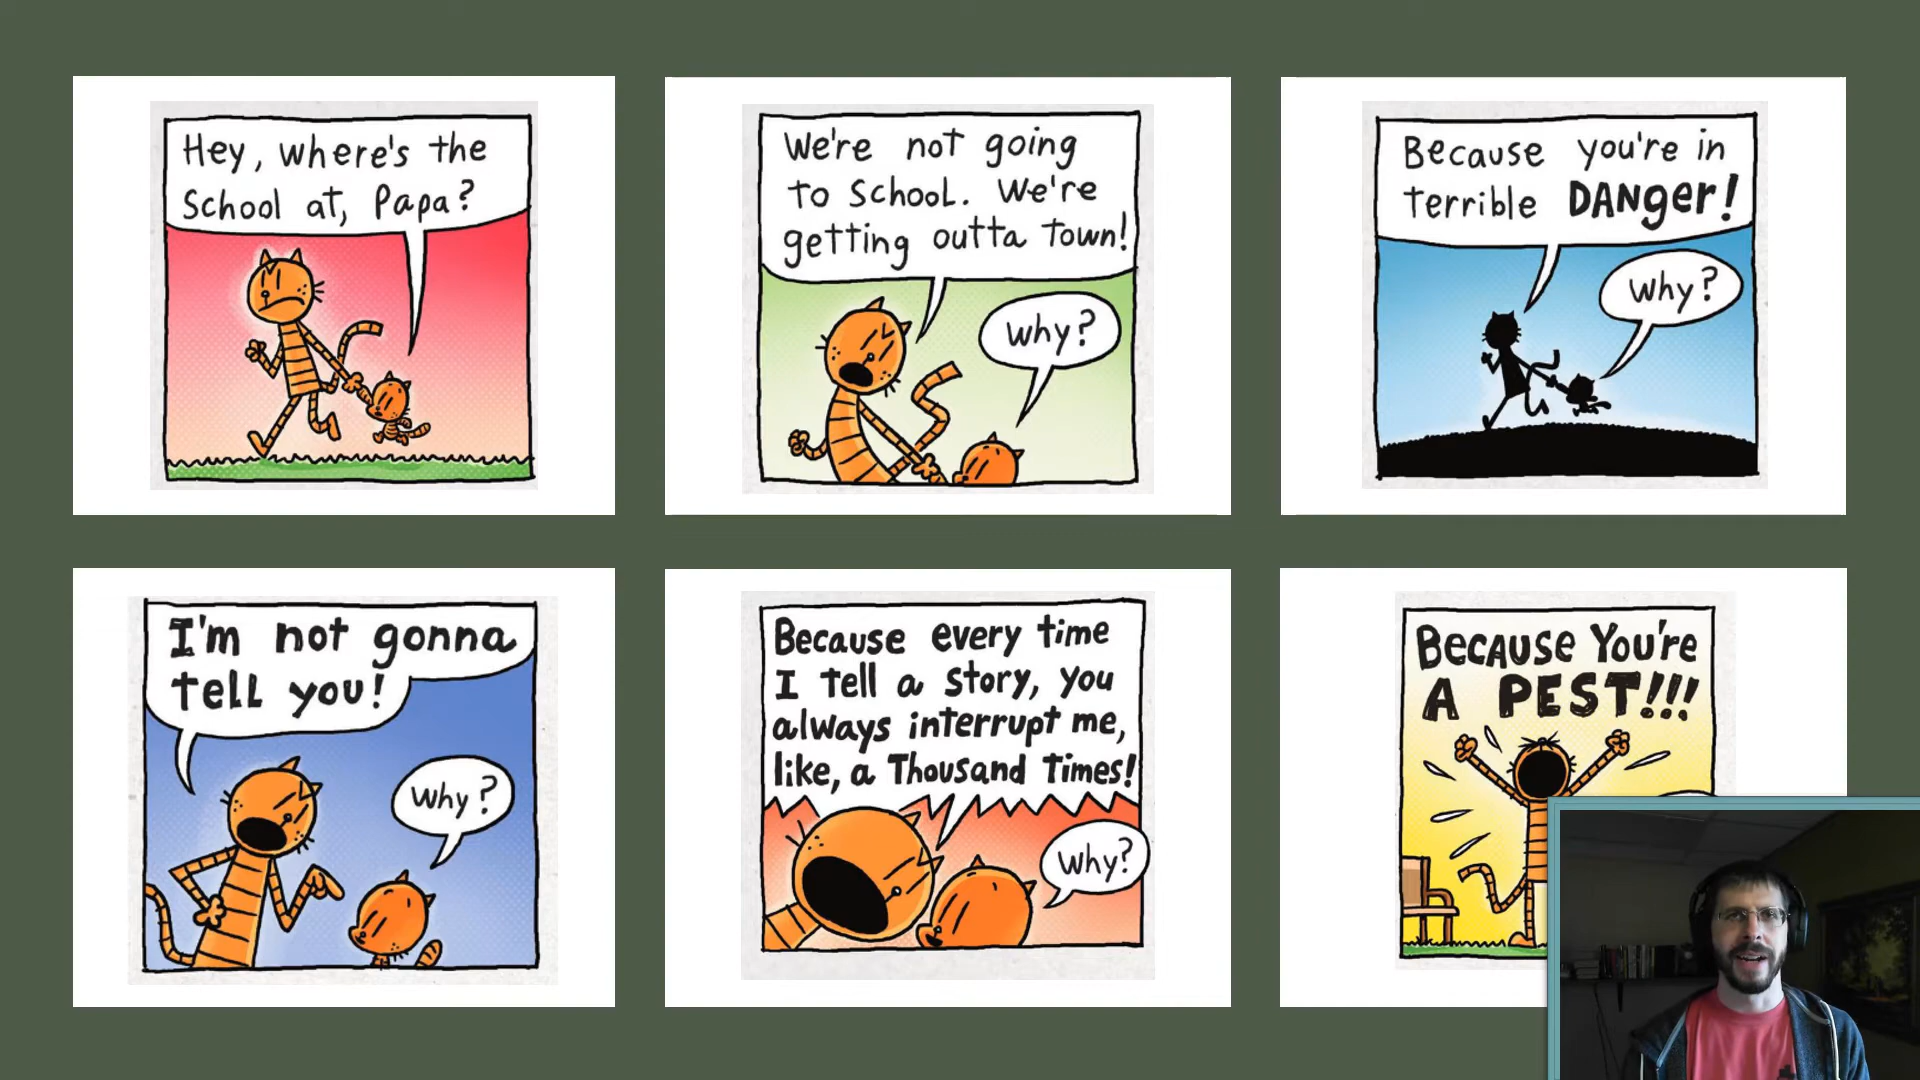 Hey, where's the
School at, Papa?
We're not going
to School. We're
getting outta town!
Why?
Because you're in
terrible DANger!
Why?
I'm not gonna
tell you!
Why?
Because every time
I tell a story, you
always interrupt me,
like, a Thousand Times!
Why?
Because You're
A PEST!!!